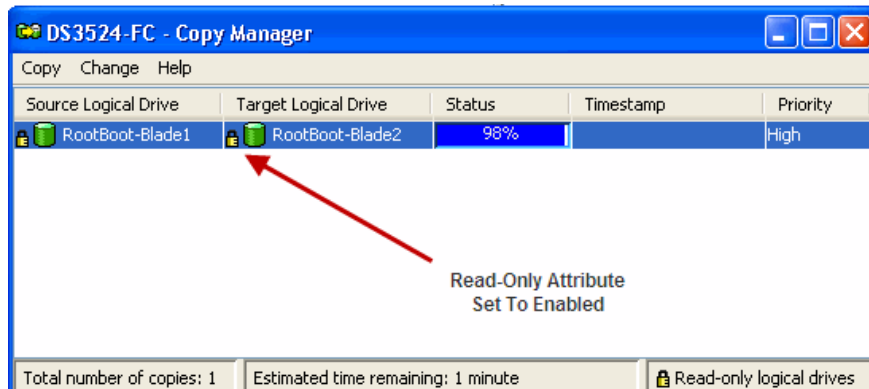 DS3524-FC - Copy Manager
Copy Change Help
Source Logical Drive Target Logical Drive Status Timestamp Priority
RootBoot-Blade1 RootBoot-Blade2 98% High
Read-Only Attribute
Set To Enabled
Total number of copies: 1 Estimated time remaining: 1 minute Read-only logical drives